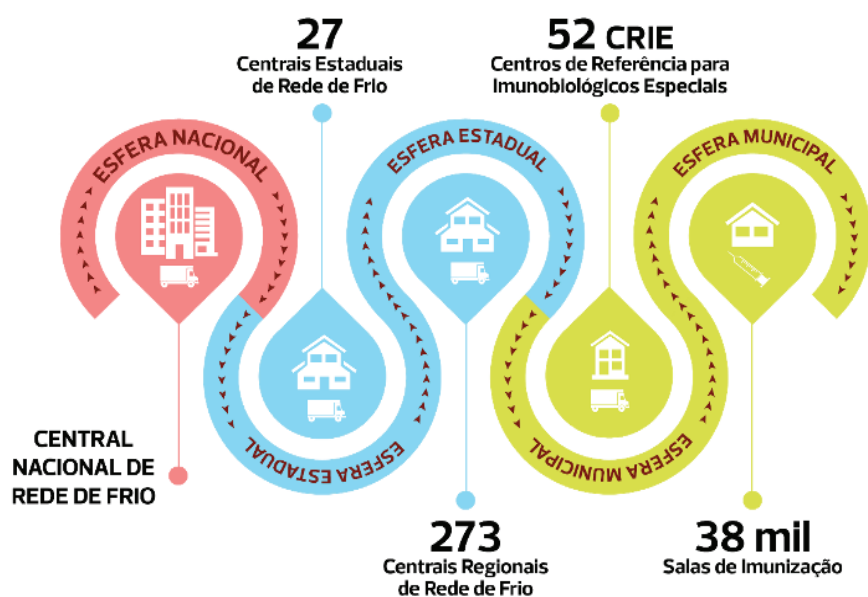 27
Centrais Estaduais
de Rede de Frio
52 CRIE
Centros de Referência para
Imunobiológicos Especiais
ESFERA NACIONAL
ESFERA ESTADUAL
ESFERA MUNICIPAL
ESFERA ESTADUAL
ESFERA MUNICIPAL
CENTRAL
NACIONAL DE
REDE DE FRIO
273
Centrais Regionais
de Rede de Frio
38 mil
Salas de Imunização